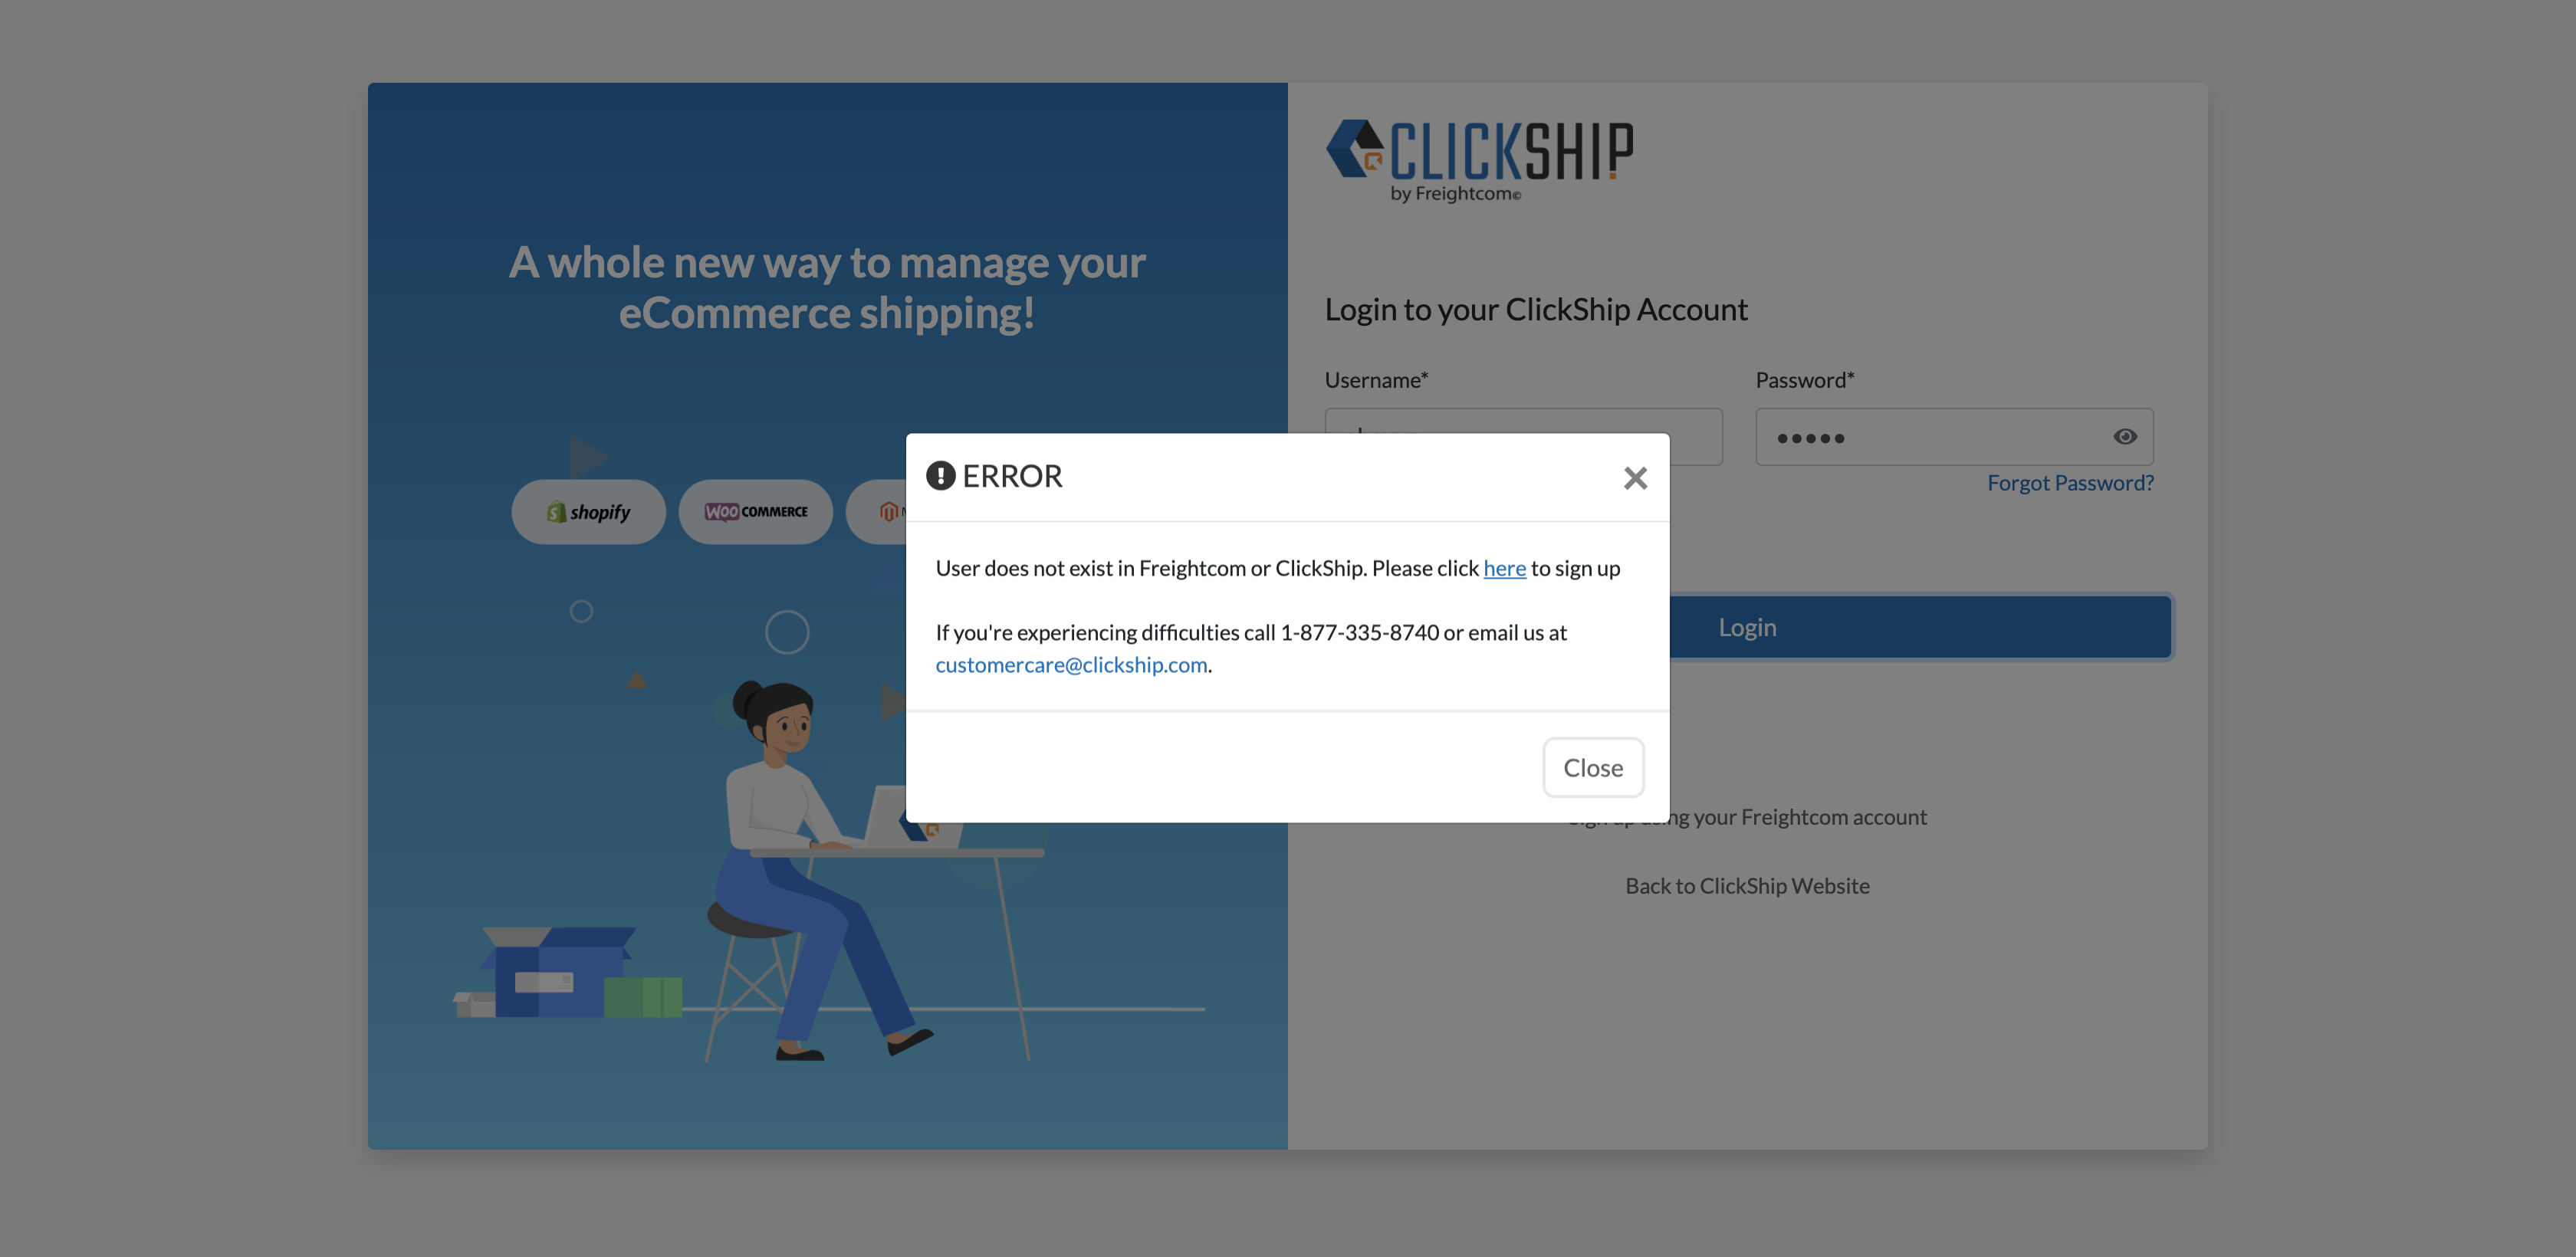 A whole new way to manage your
eCommerce shipping!
shopify
WOO COMMERCE
CLICKSHIP
by Freightcom©
Login to your ClickShip Account
Username*
Password*
•••••
Forgot Password?
Login
ERROR
User does not exist in Freightcom or ClickShip. Please click here to sign up
If you're experiencing difficulties call 1-877-335-8740 or email us at
customercare@clickship.com.
Close
your Freightcom account
Back to ClickShip Website